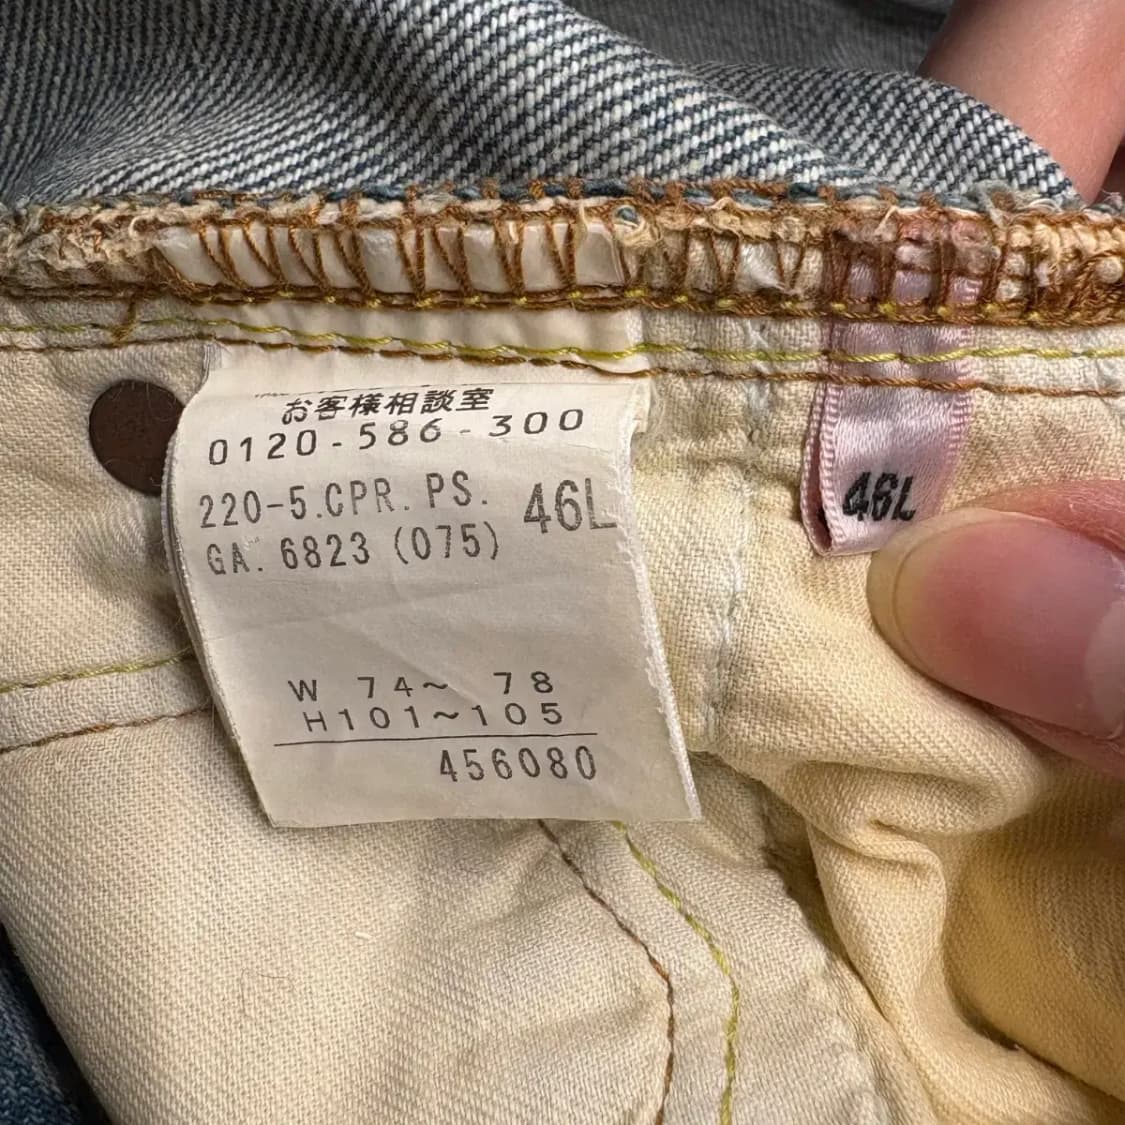 お客様相談室
0120-586-300
220-5.CPR. PS. 46L
GA. 6823 (075)
W 74~ 78
H101~105
456080
46L